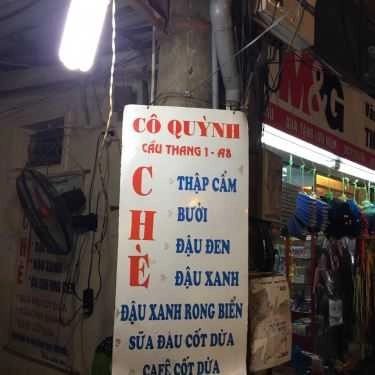 CÔ QUỲNH
CẦU THANG 1 - A8
CHÈ
THẬP CẨM
BƯỞI
ĐẬU ĐEN
ĐẬU XANH
ĐẬU XANH RONG BIỂN
SỮA ĐẬU CỐT DỪA
CAFÊ CỐT DỪA
M&G